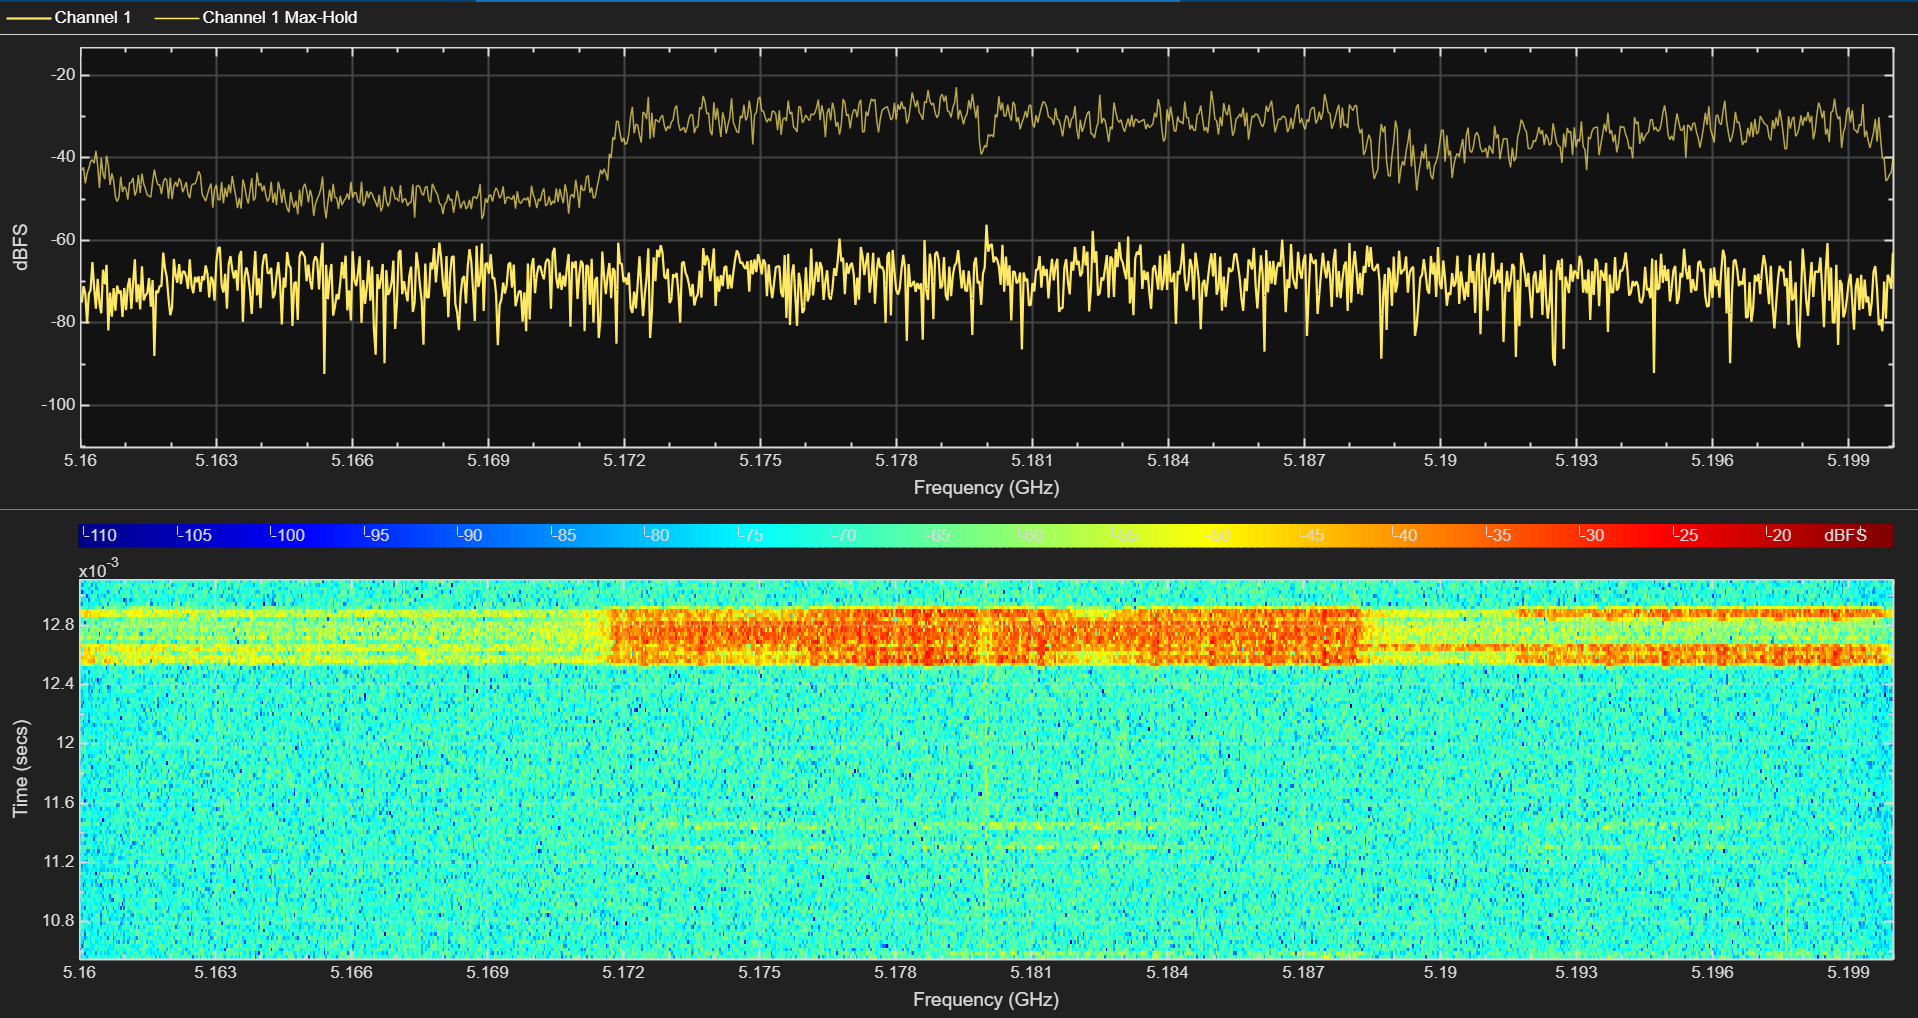 Channel 1 Channel 1 Max-Hold
-20
-40
-60
-80
-100
dBFS
5.16 5.163 5.166 5.169 5.172 5.175 5.178 5.181 5.184 5.187 5.19 5.193 5.196 5.199
Frequency (GHz)
-110 -105 -100 -95 -90 -85 -80 -75 -70 -65 -60 -55 -50 -45 -40 -35 -30 -25 -20 dBFS
x10-3
12.8
12.4
12
11.6
11.2
10.8
Time (secs)
5.16 5.163 5.166 5.169 5.172 5.175 5.178 5.181 5.184 5.187 5.19 5.193 5.196 5.199
Frequency (GHz)